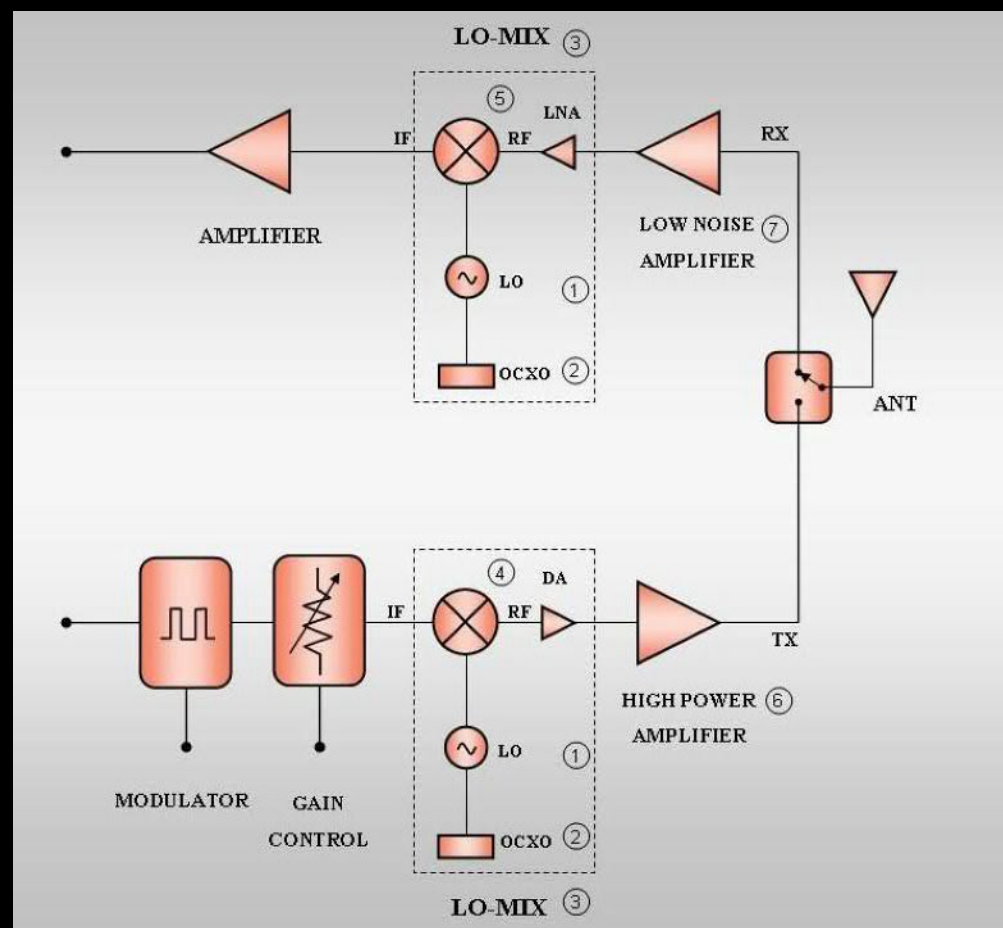 LO-MIX ③
⑤
LNA
IF
RF
RX
AMPLIFIER
LOW NOISE ⑦
AMPLIFIER
LO ①
OCXO ②
ANT
④
DA
IF
RF
TX
HIGH POWER ⑥
AMPLIFIER
LO ①
MODULATOR
GAIN
CONTROL
OCXO ②
LO-MIX ③